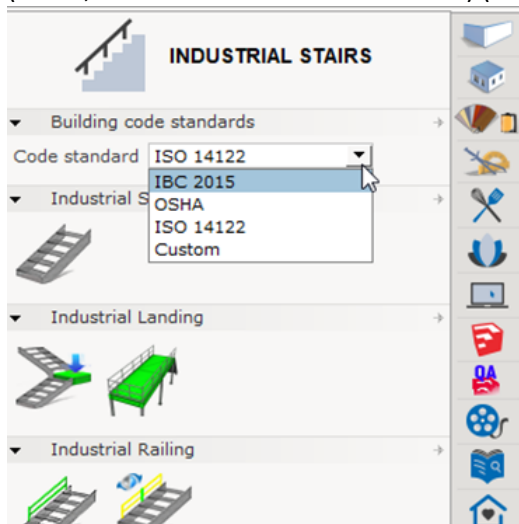 INDUSTRIAL STAIRS
Building code standards
Code standard ISO 14122
IBC 2015
Industrial S
OSHA
ISO 14122
Custom
Industrial Landing
Industrial Railing
QA